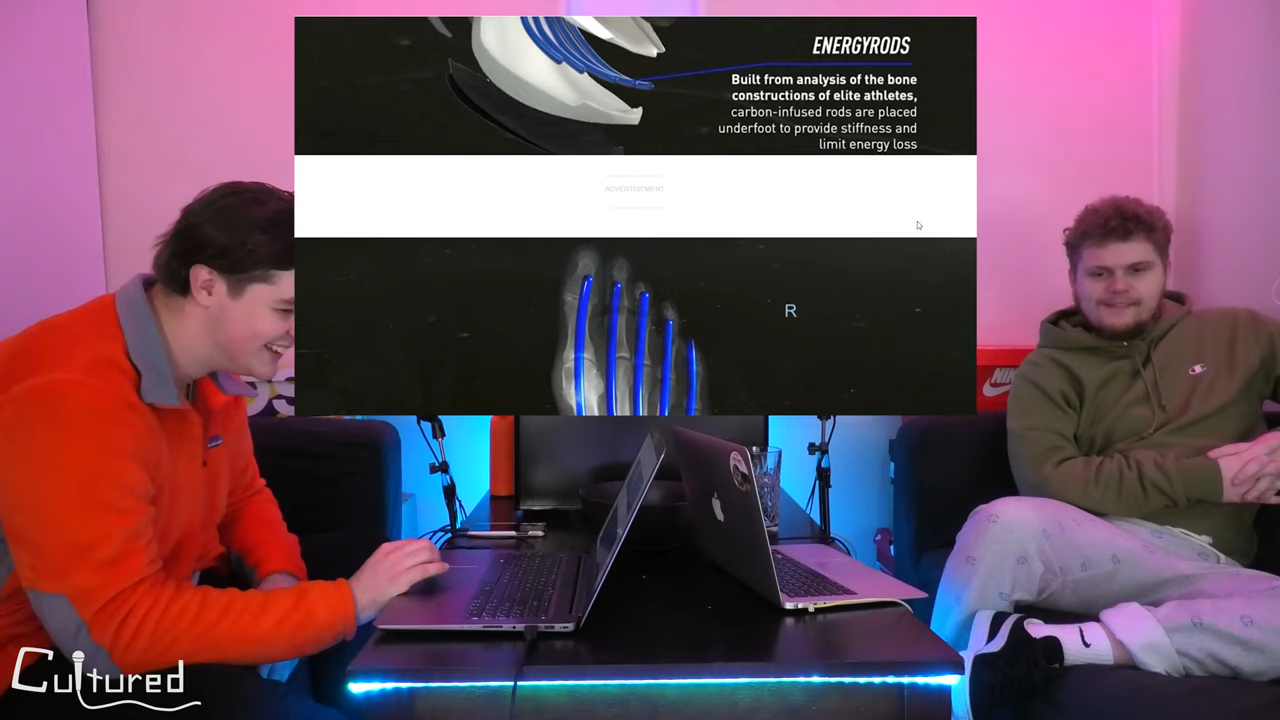 ENERGYRODS
Built from analysis of the bone
constructions of elite athletes,
carbon-infused rods are placed
underfoot to provide stiffness and
limit energy loss
ADVERTISEMENT
R
NIK
Cultured